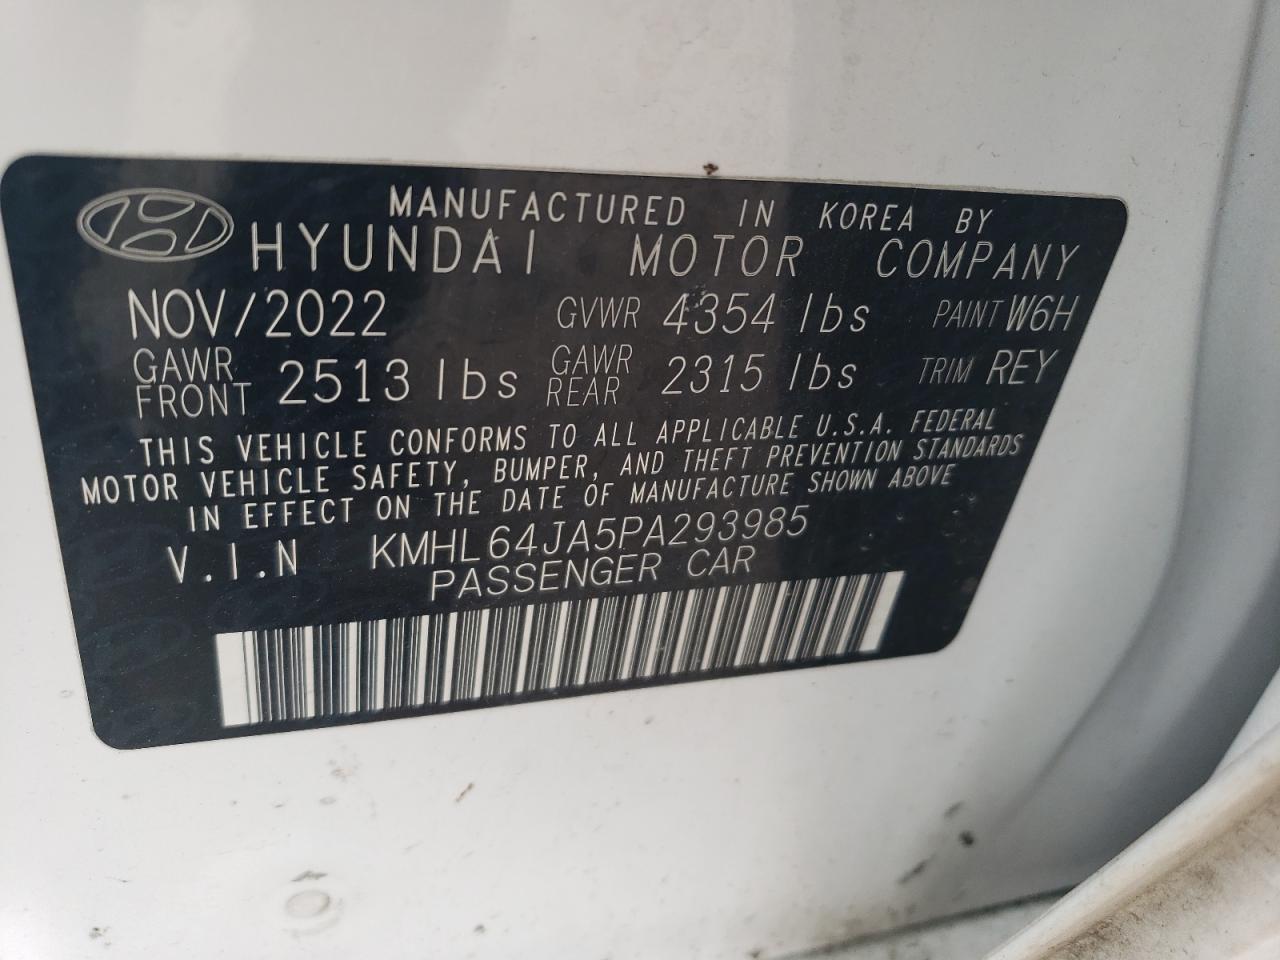 MANUFACTURED IN KOREA BY
HYUNDAI MOTOR COMPANY
NOV/2022 GVWR 4354 lbs PAINT W6H
GAWR FRONT 2513 lbs GAWR REAR 2315 lbs TRIM REY
THIS VEHICLE CONFORMS TO ALL APPLICABLE U.S.A. FEDERAL
MOTOR VEHICLE SAFETY, BUMPER, AND THEFT PREVENTION STANDARDS
IN EFFECT ON THE DATE OF MANUFACTURE SHOWN ABOVE
V.I.N KMHL64JA5PA293985
PASSENGER CAR